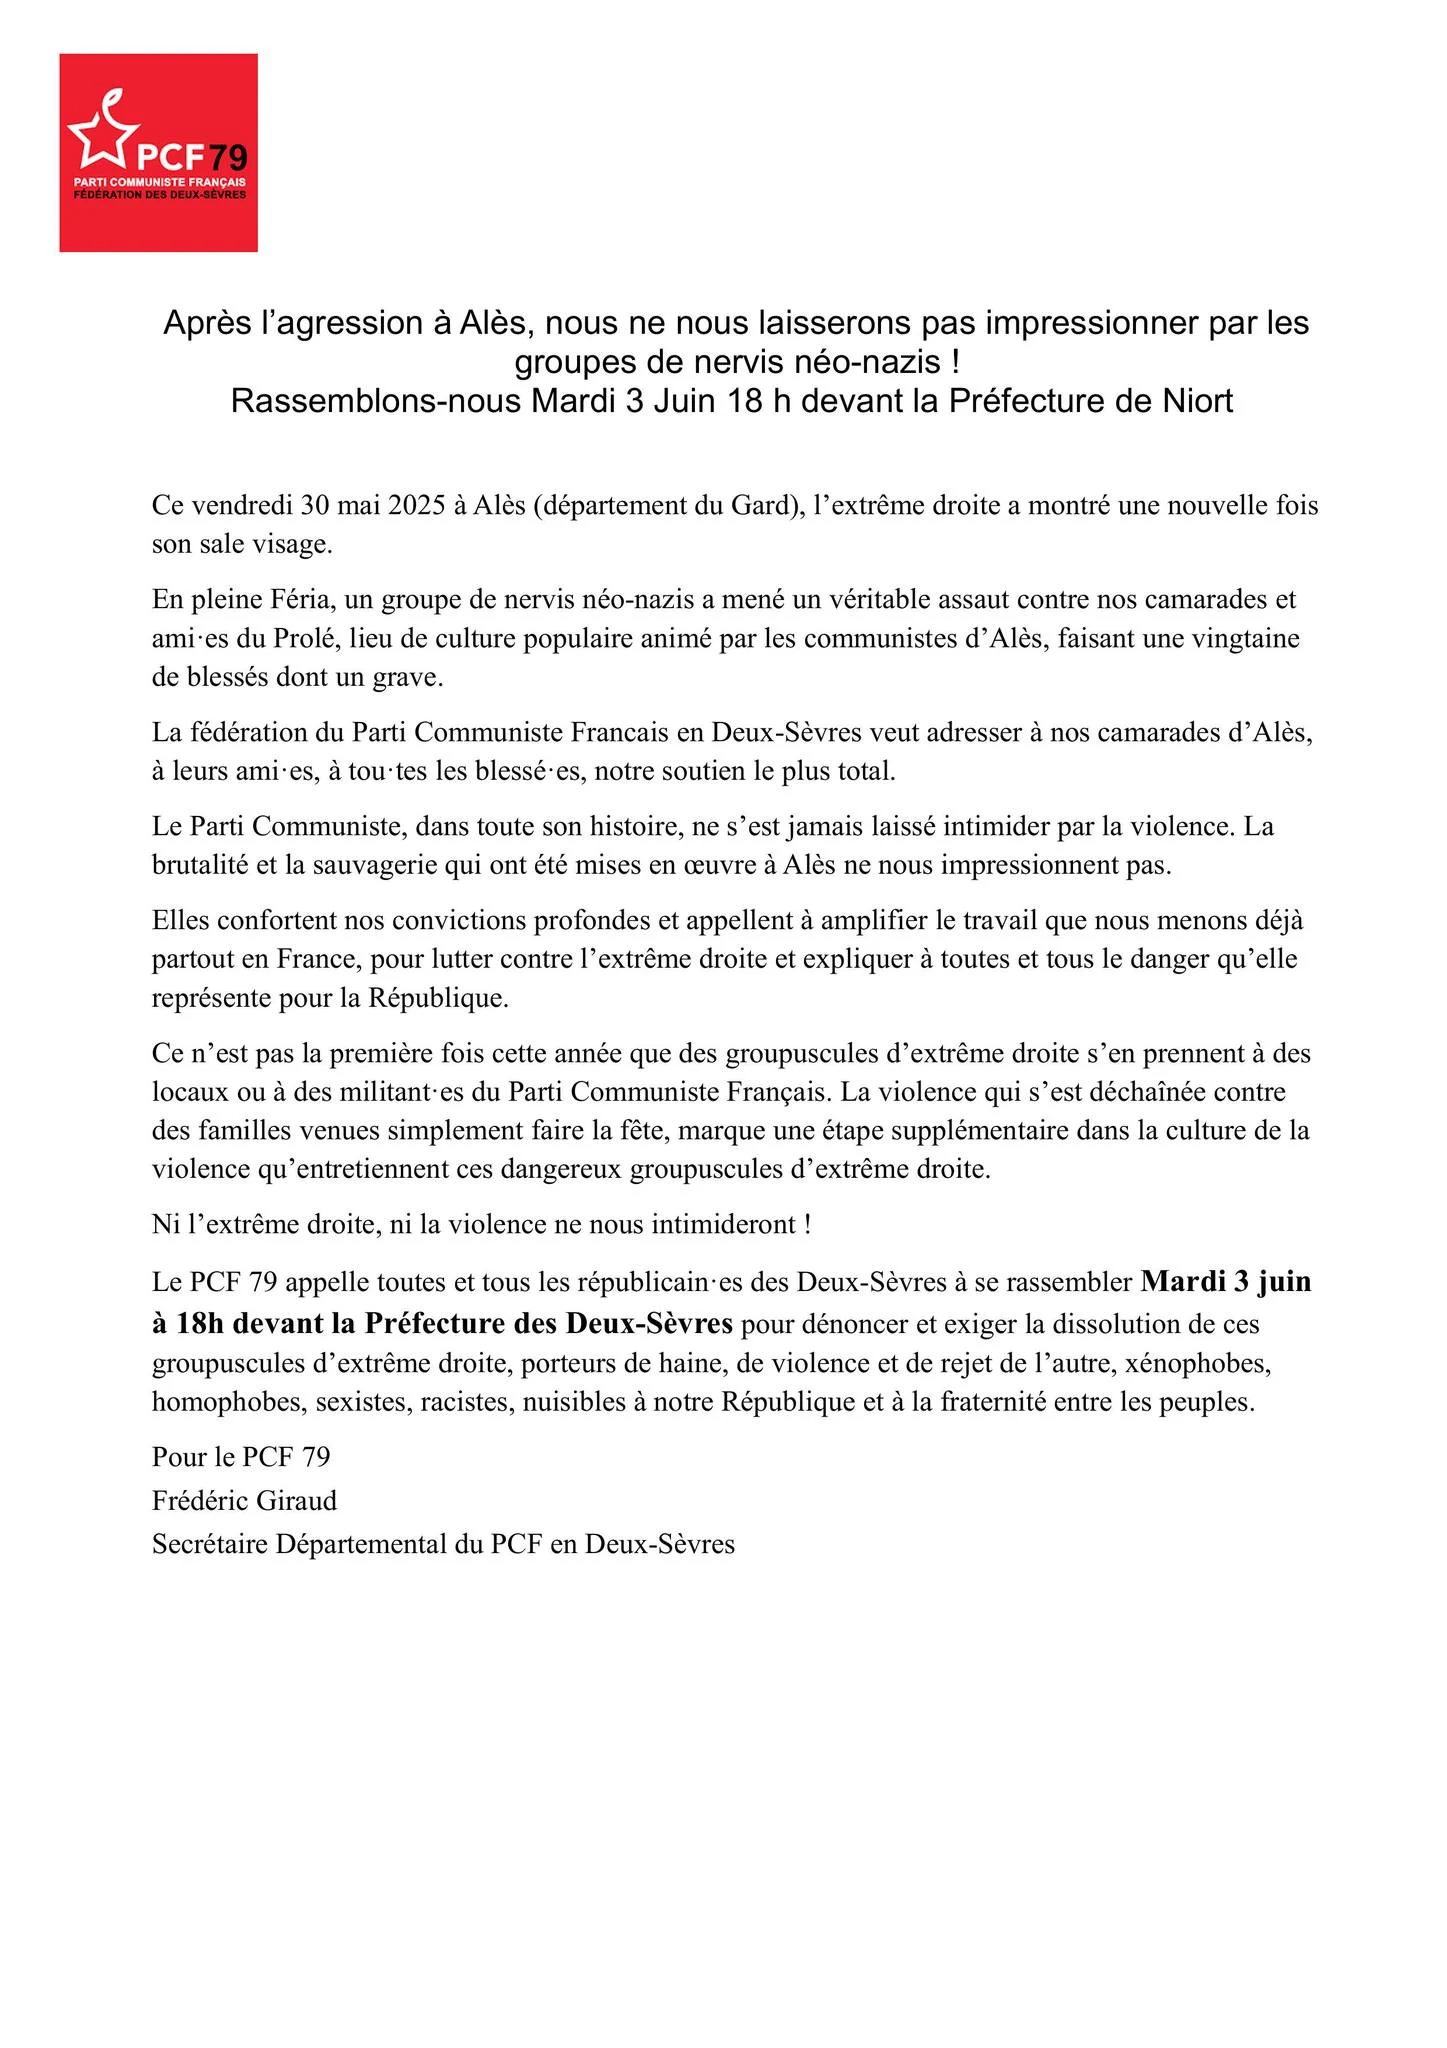 PCF 79
PARTI COMMUNISTE FRANÇAIS
FÉDÉRATION DES DEUX-SÈVRES
Après l’agression à Alès, nous ne nous laisserons pas impressionner par les
groupes de nervis néo-nazis !
Rassemblons-nous Mardi 3 Juin 18 h devant la Préfecture de Niort
Ce vendredi 30 mai 2025 à Alès (département du Gard), l’extrême droite a montré une nouvelle fois
son sale visage.
En pleine Féria, un groupe de nervis néo-nazis a mené un véritable assaut contre nos camarades et
ami·es du Prolé, lieu de culture populaire animé par les communistes d’Alès, faisant une vingtaine
de blessés dont un grave.
La fédération du Parti Communiste Francais en Deux-Sèvres veut adresser à nos camarades d’Alès,
à leurs ami·es, à tou·tes les blessé·es, notre soutien le plus total.
Le Parti Communiste, dans toute son histoire, ne s’est jamais laissé intimider par la violence. La
brutalité et la sauvagerie qui ont été mises en œuvre à Alès ne nous impressionnent pas.
Elles confortent nos convictions profondes et appellent à amplifier le travail que nous menons déjà
partout en France, pour lutter contre l’extrême droite et expliquer à toutes et tous le danger qu’elle
représente pour la République.
Ce n’est pas la première fois cette année que des groupuscules d’extrême droite s’en prennent à des
locaux ou à des militant·es du Parti Communiste Français. La violence qui s’est déchaînée contre
des familles venues simplement faire la fête, marque une étape supplémentaire dans la culture de la
violence qu’entretiennent ces dangereux groupuscules d’extrême droite.
Ni l’extrême droite, ni la violence ne nous intimideront !
Le PCF 79 appelle toutes et tous les républicain·es des Deux-Sèvres à se rassembler Mardi 3 juin
à 18h devant la Préfecture des Deux-Sèvres pour dénoncer et exiger la dissolution de ces
groupuscules d’extrême droite, porteurs de haine, de violence et de rejet de l’autre, xénophobes,
homophobes, sexistes, racistes, nuisibles à notre République et à la fraternité entre les peuples.
Pour le PCF 79
Frédéric Giraud
Secrétaire Départemental du PCF en Deux-Sèvres